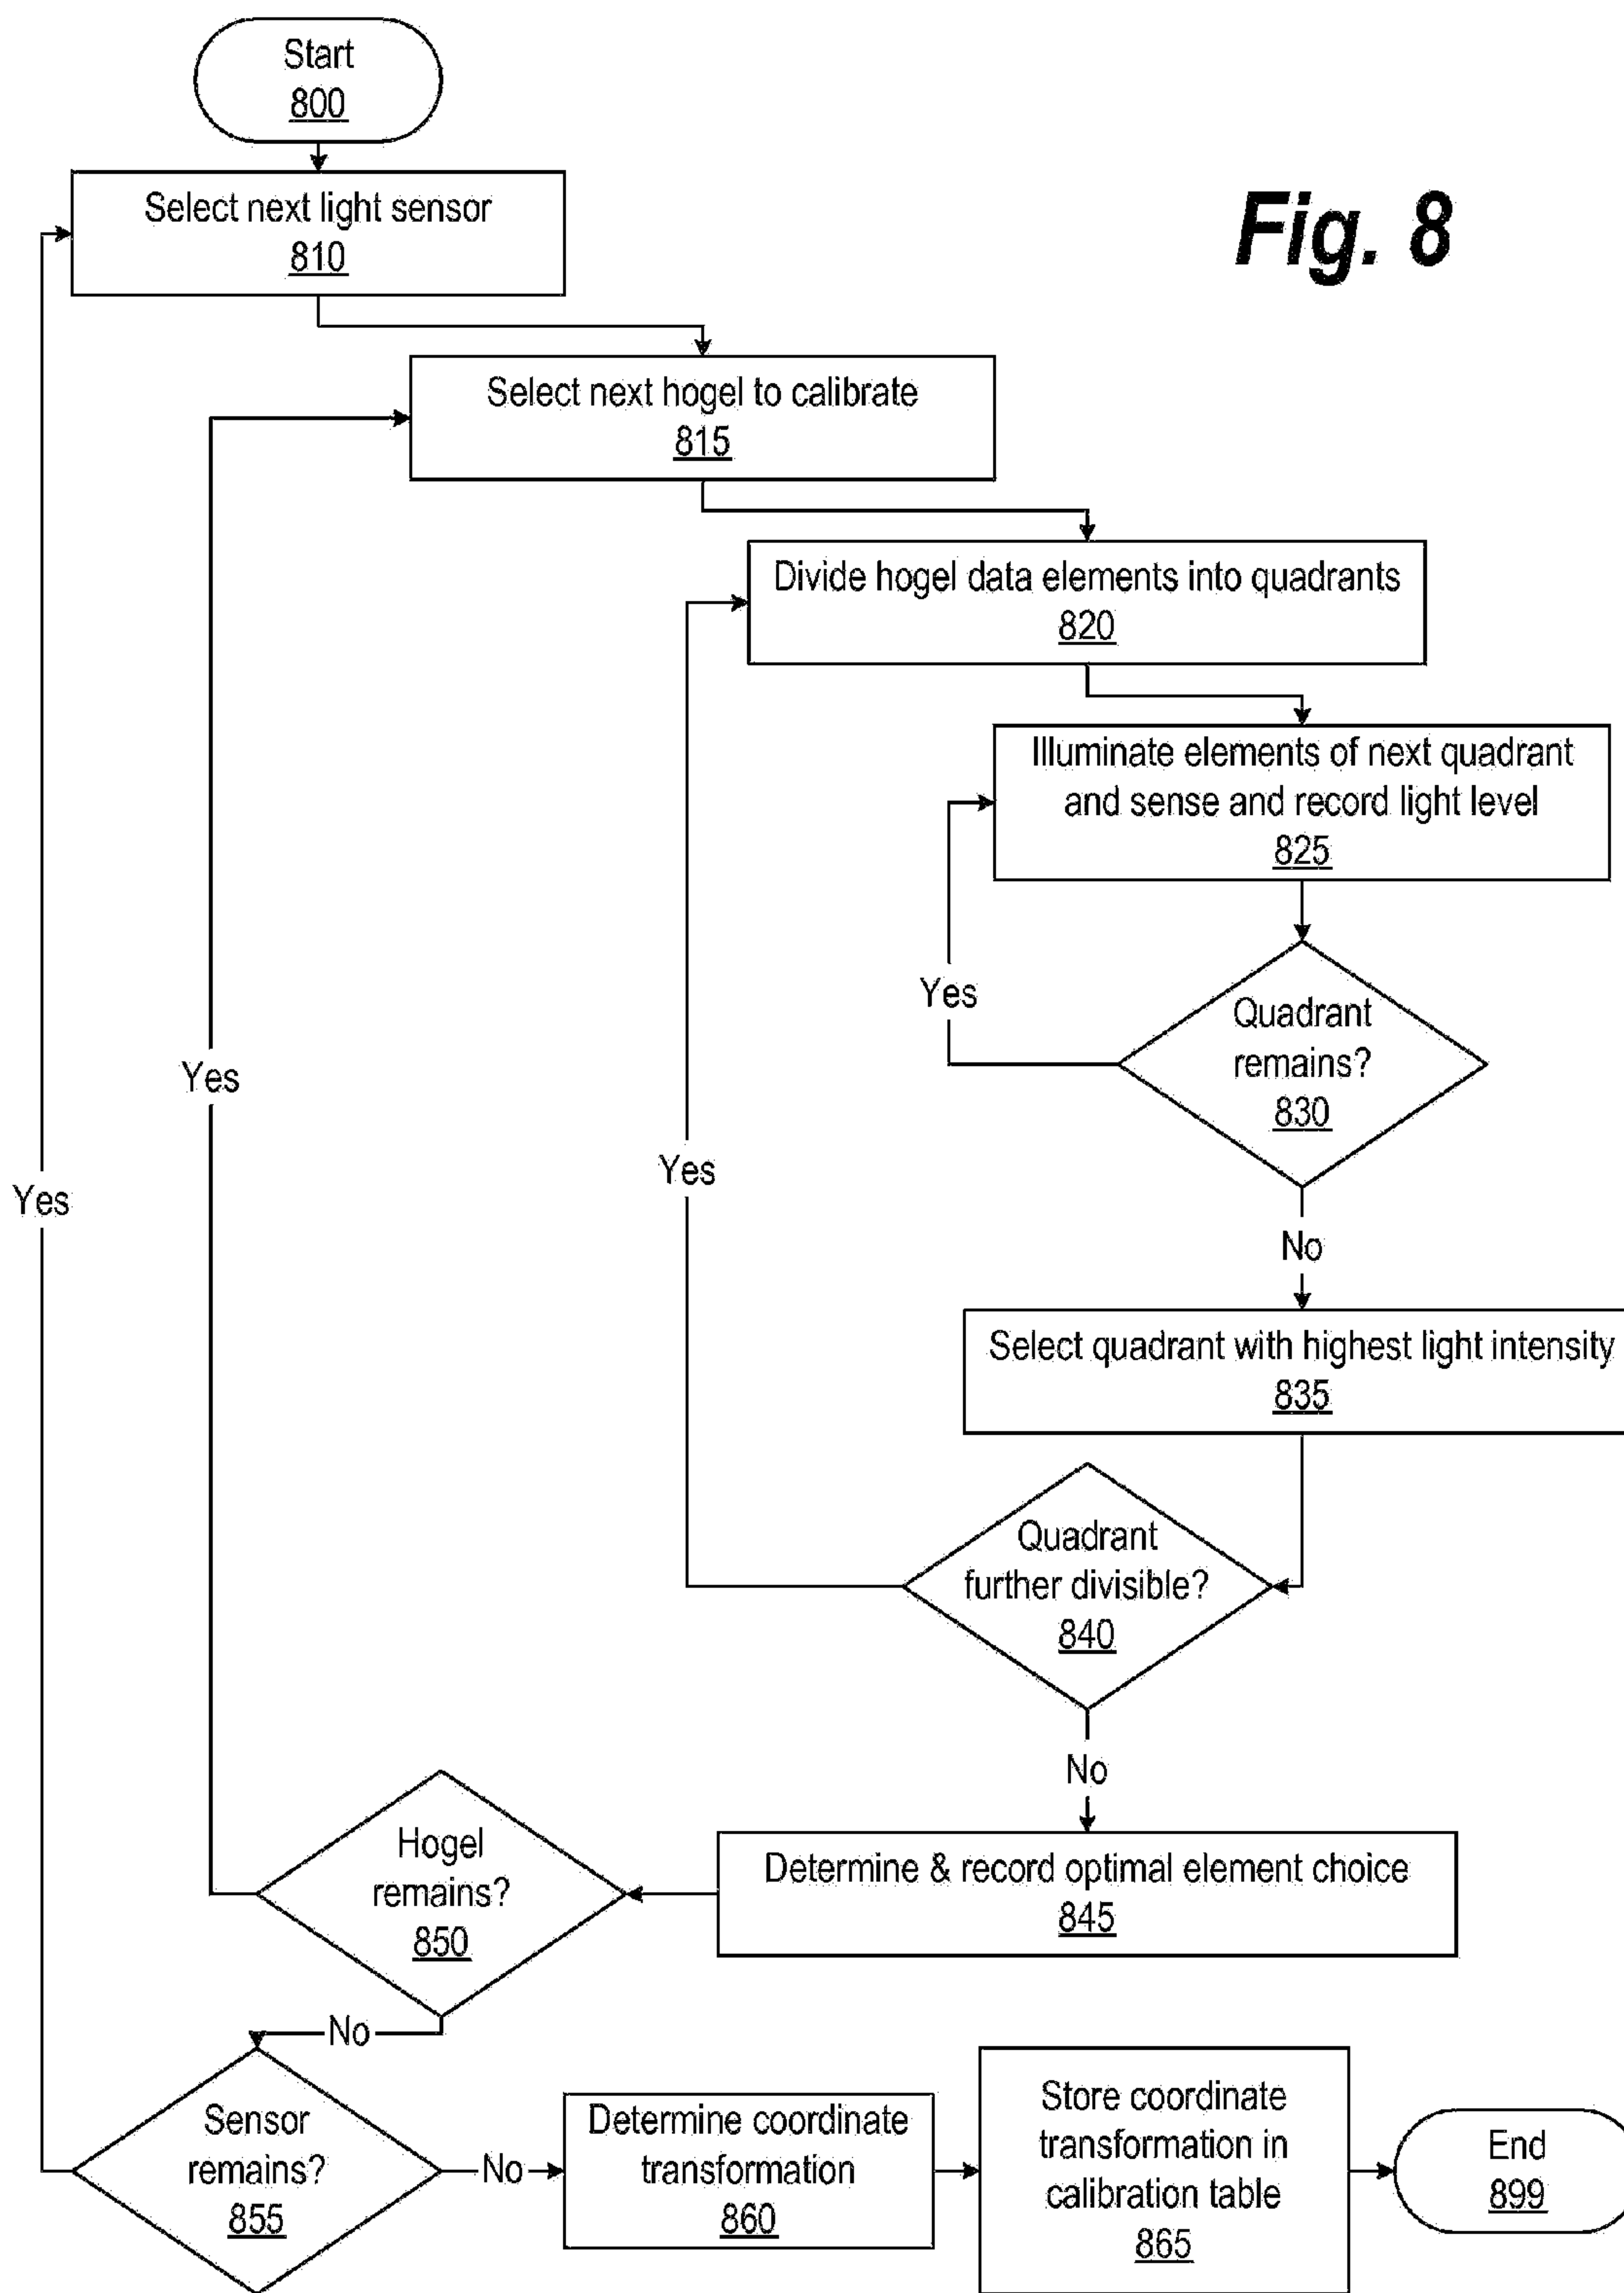 Start
800
Fig. 8
Select next light sensor
810
Select next hogel to calibrate
815
Divide hogel data elements into quadrants
820
Illuminate elements of next quadrant
and sense and record light level
825
Yes
Quadrant
remains?
830
Yes
Yes
Yes
No
Select quadrant with highest light intensity
835
Quadrant
further divisible?
840
No
Hogel
remains?
850
Determine & record optimal element choice
845
No
Sensor
remains?
855
No
Determine coordinate
transformation
860
Store coordinate
transformation in
calibration table
865
End
899